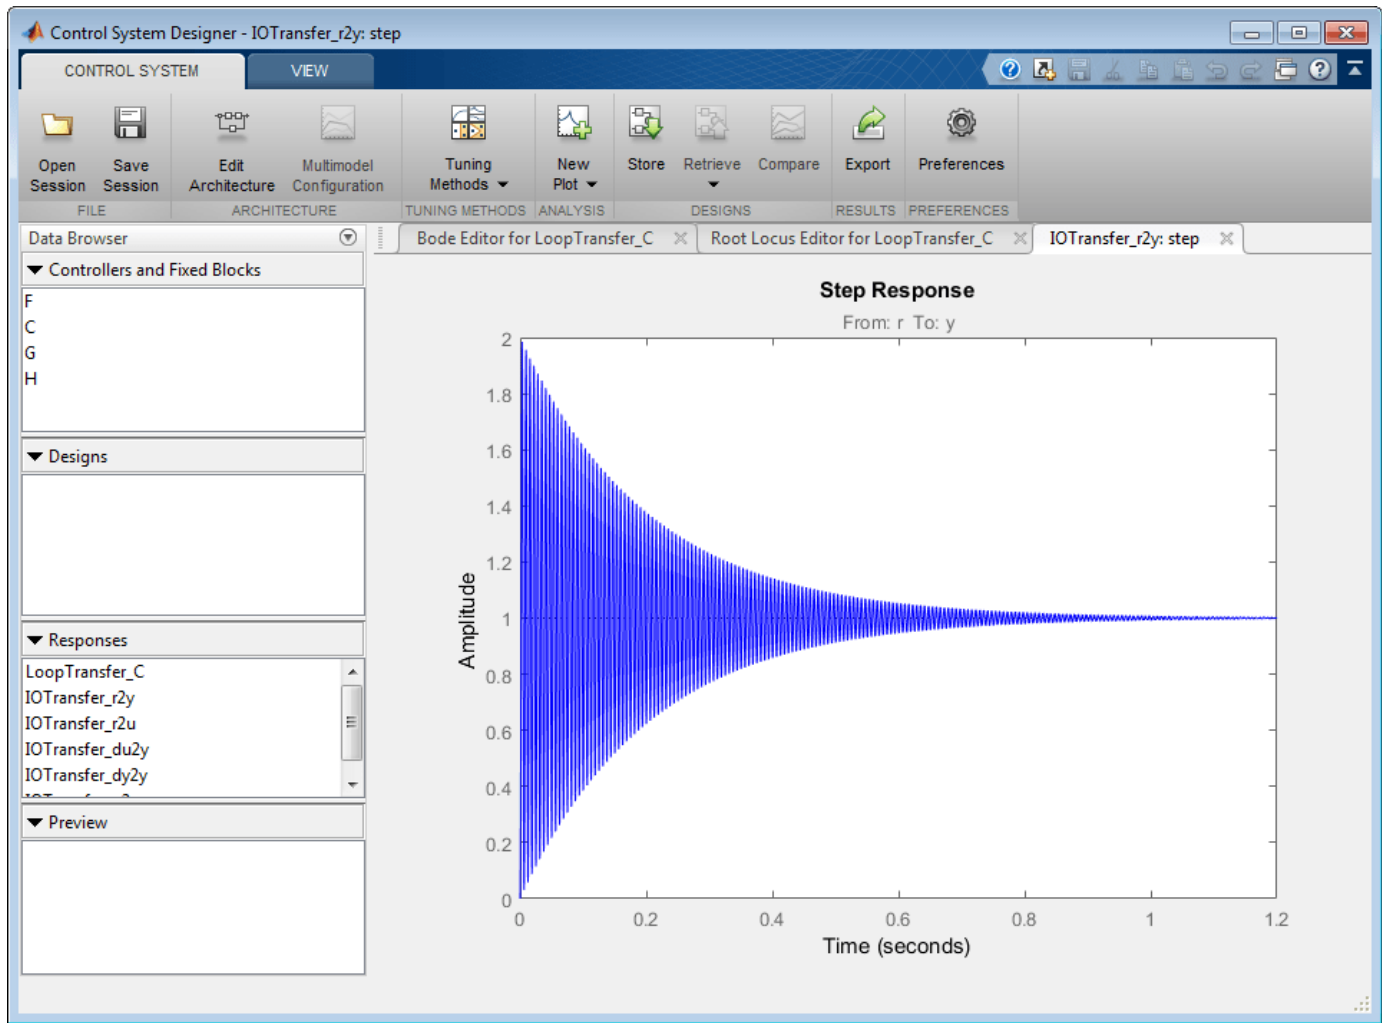 Control System Designer - IOTransfer_r2y: step
CONTROL SYSTEM
VIEW
Open Session
Save Session
Edit Architecture
Multimodel Configuration
Tuning Methods
New Plot
Store
Retrieve
Compare
Export
Preferences
FILE
ARCHITECTURE
TUNING METHODS
ANALYSIS
DESIGNS
RESULTS
PREFERENCES
Data Browser
Controllers and Fixed Blocks
F
C
G
H
Designs
Responses
LoopTransfer_C
IOTransfer_r2y
IOTransfer_r2u
IOTransfer_du2y
IOTransfer_dy2y
Preview
Bode Editor for LoopTransfer_C
Root Locus Editor for LoopTransfer_C
IOTransfer_r2y: step
Step Response
From: r To: y
Amplitude
2
1.8
1.6
1.4
1.2
1
0.8
0.6
0.4
0.2
0
0 0.2 0.4 0.6 0.8 1 1.2
Time (seconds)